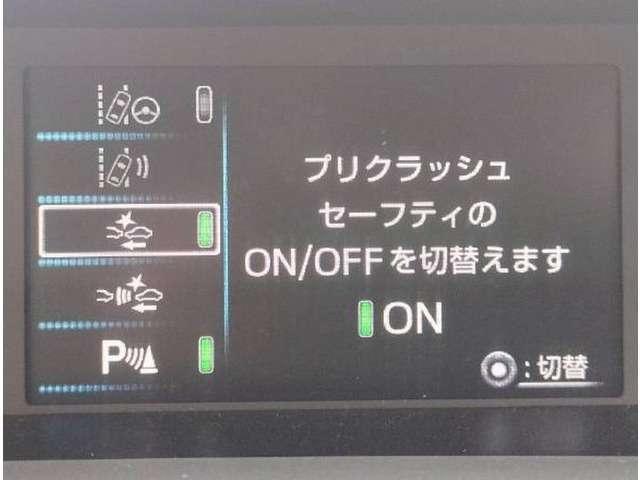 プリクラッシュ
セーフティの
ON/OFFを切替えます
ON
P
:切替